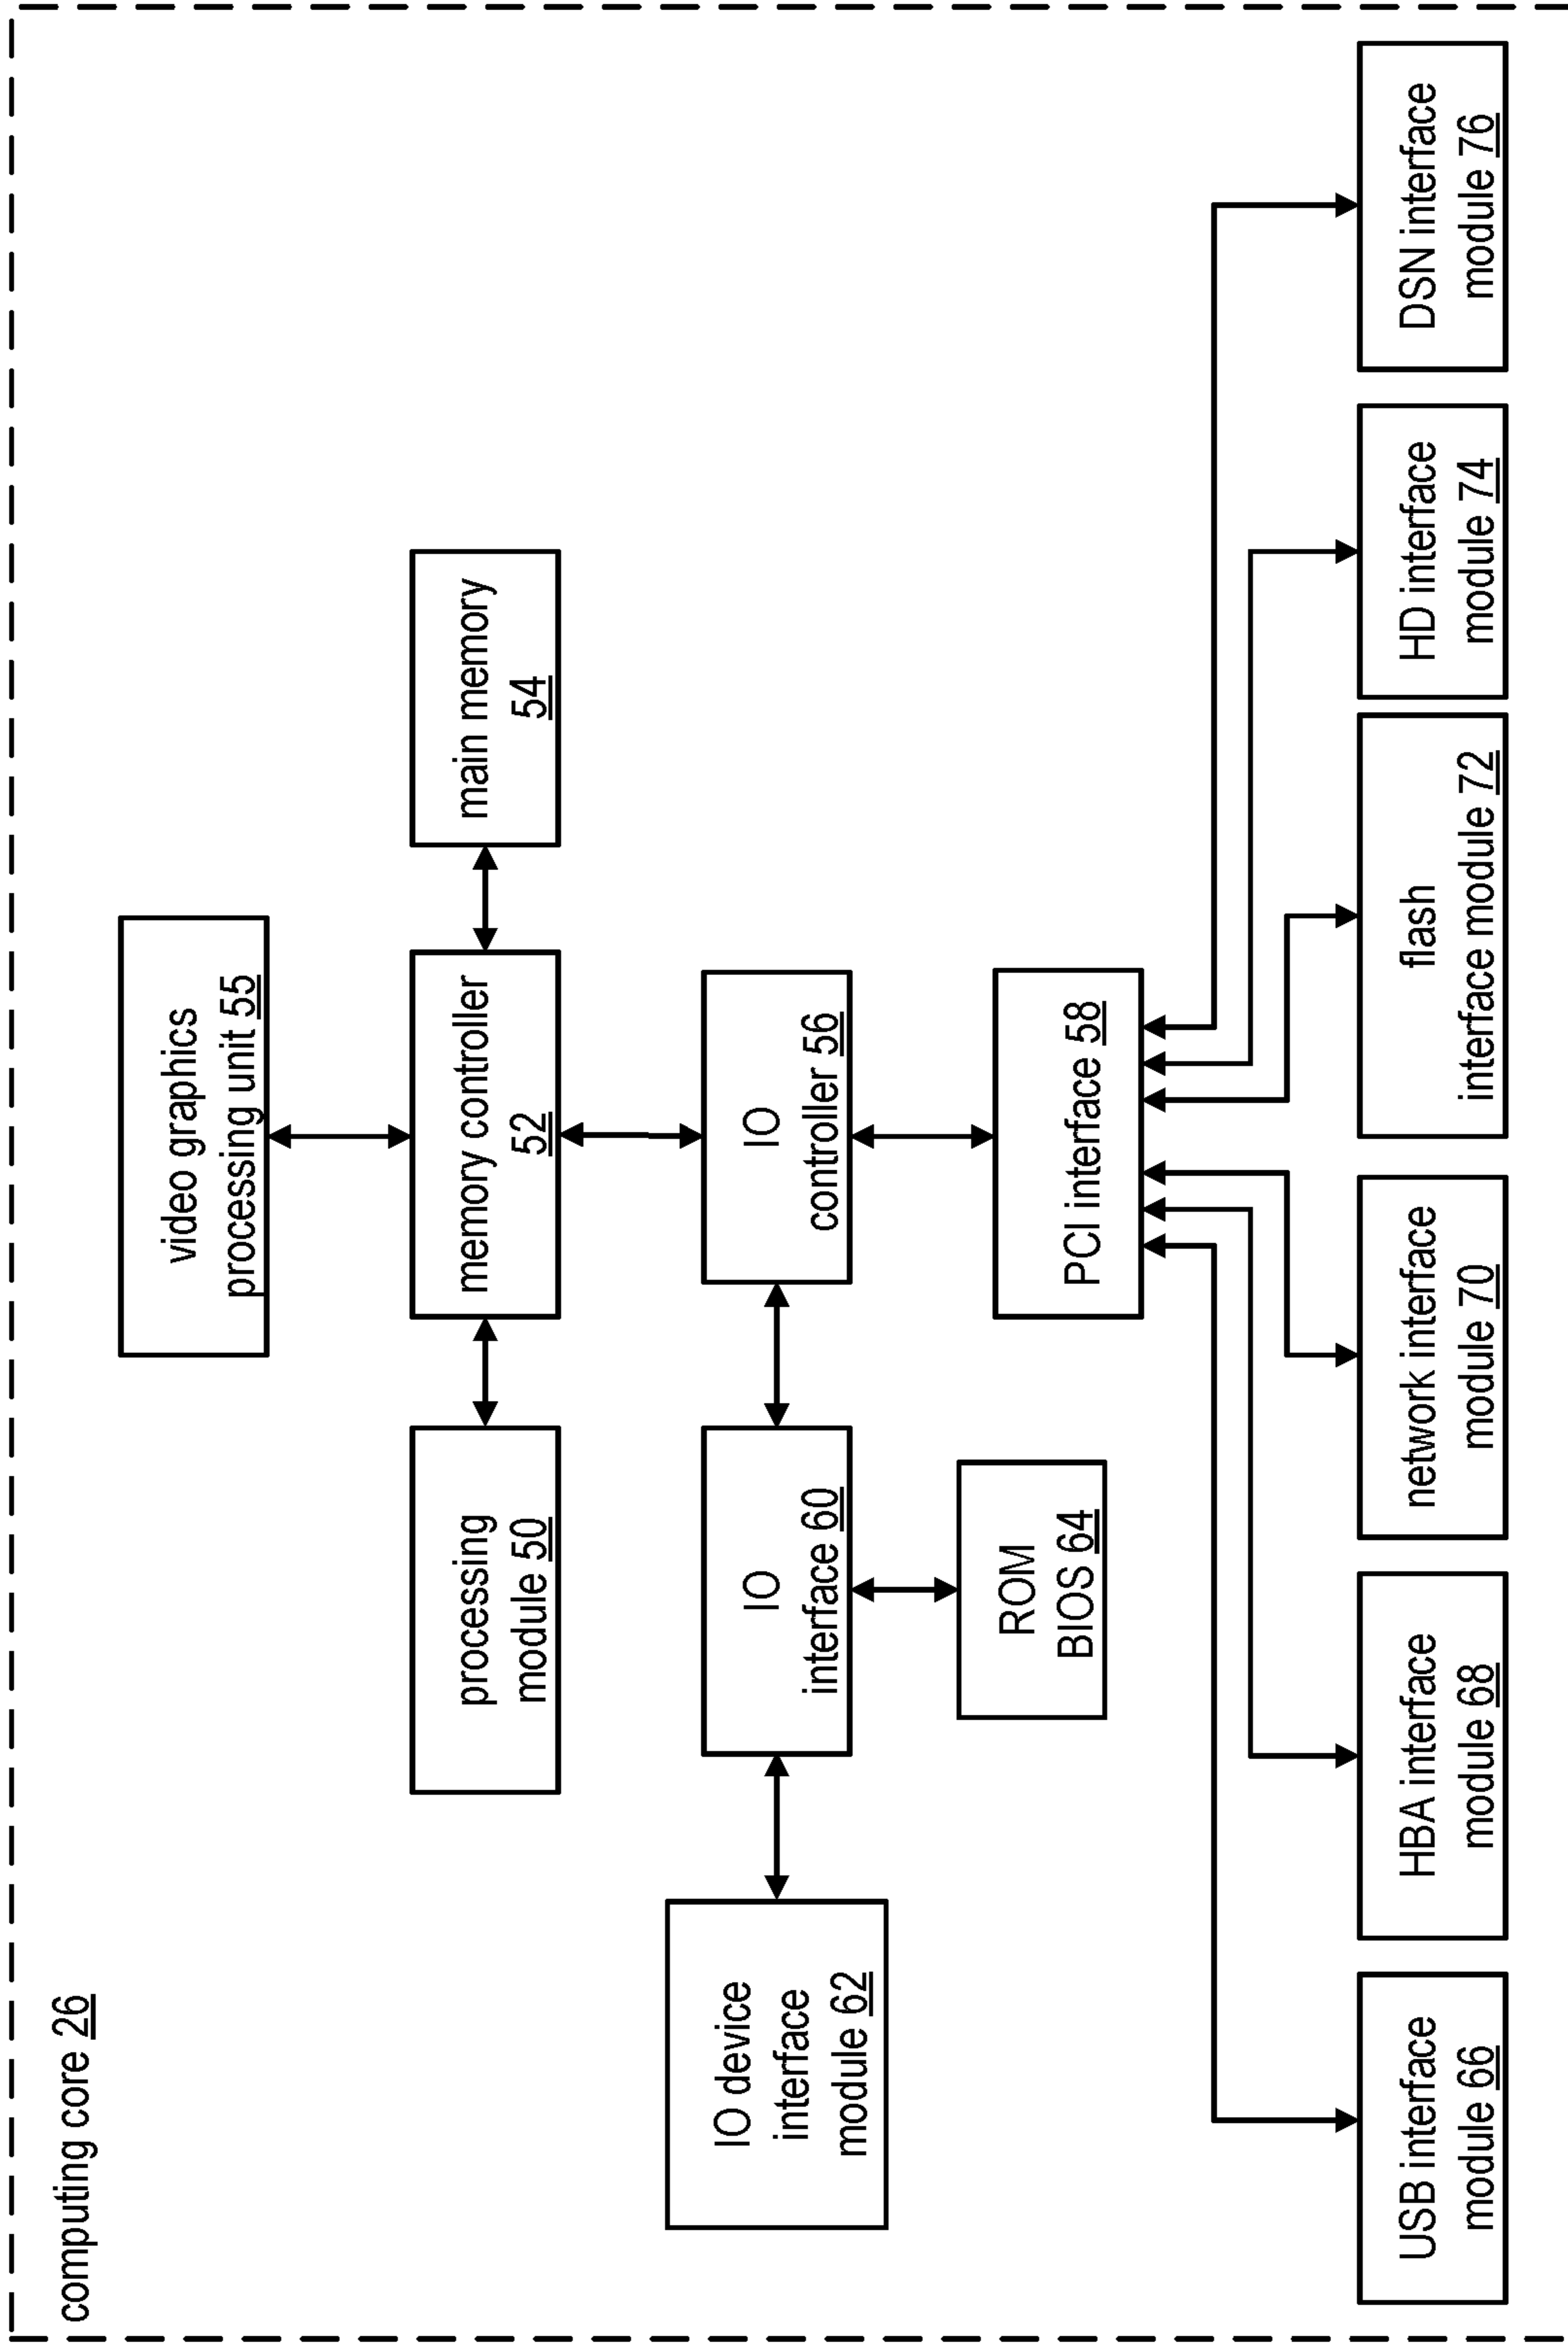 computing core 26
video graphics
processing unit 55
processing
module 50
memory controller
52
main memory
54
IO device
interface
module 62
IO
interface 60
IO
controller 56
ROM
BIOS 64
PCI interface 58
USB interface
module 66
HBA interface
module 68
network interface
module 70
flash
interface module 72
HD interface
module 74
DSN interface
module 76